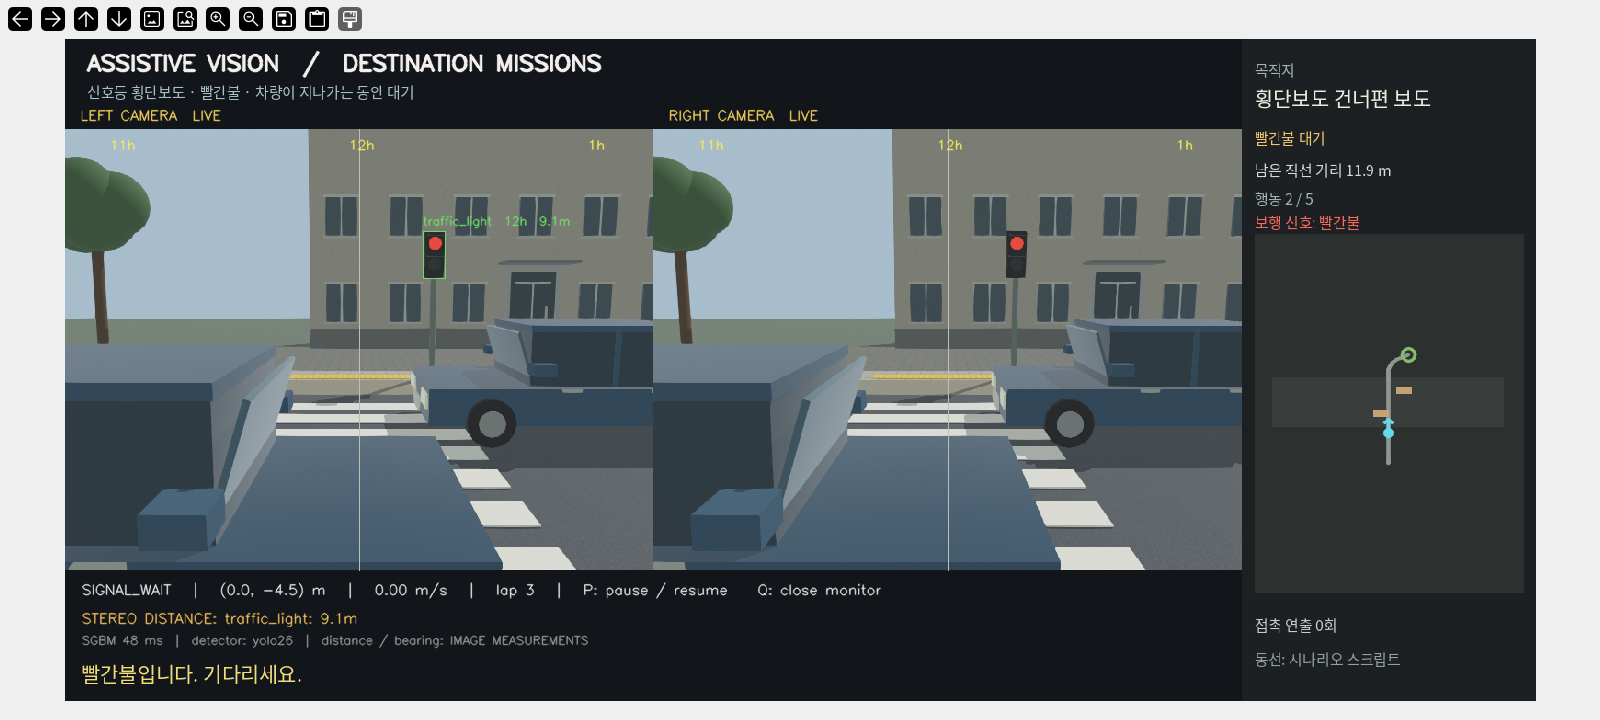 ASSISTIVE VISION / DESTINATION MISSIONS
신호등 횡단보도 · 빨간불 · 차량이 지나가는 동안 대기
LEFT CAMERA LIVE
RIGHT CAMERA LIVE
11h 12h 1h
11h 12h 1h
traffic_light 12h 9.1m
SIGNAL_WAIT | (0.0, −4.5) m | 0.00 m/s | lap 3 | P: pause / resume Q: close monitor
STEREO DISTANCE: traffic_light: 9.1m
SGBM 48 ms | detector: yolo26 | distance / bearing: IMAGE MEASUREMENTS
빨간불입니다. 기다리세요.
목적지
횡단보도 건너편 보도
빨간불 대기
남은 직선 거리 11.9 m
행동 2 / 5
보행 신호: 빨간불
접촉 연출 0회
동선: 시나리오 스크립트